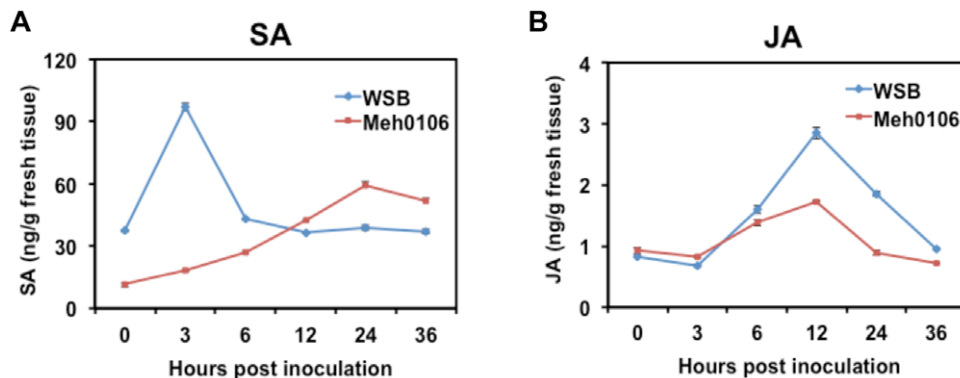 A
SA
SA (ng/g fresh tissue)
120
90
60
30
0
WSB
Meh0106
0 3 6 12 24 36
Hours post inoculation
B
JA
JA (ng/g fresh tissue)
4
3
2
1
0
WSB
Meh0106
0 3 6 12 24 36
Hours post inoculation